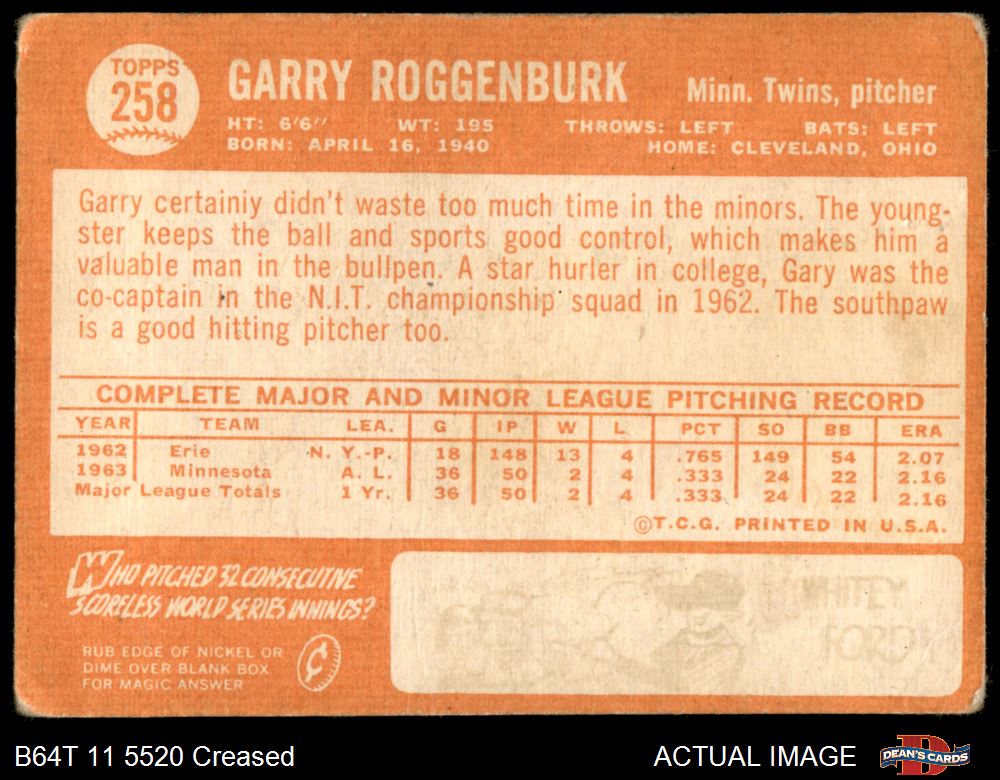 TOPPS
258
GARRY ROGGENBURK
Minn. Twins, pitcher
HT: 6'6" WT: 195 THROWS: LEFT BATS: LEFT
BORN: APRIL 16, 1940 HOME: CLEVELAND, OHIO
Garry certainiy didn't waste too much time in the minors. The young-
ster keeps the ball and sports good control, which makes him a
valuable man in the bullpen. A star hurler in college, Gary was the
co-captain in the N.I.T. championship squad in 1962. The southpaw
is a good hitting pitcher too.
COMPLETE MAJOR AND MINOR LEAGUE PITCHING RECORD
YEAR TEAM LEA. G IP W L PCT SO BB ERA
1962 Erie N. Y.-P. 18 148 13 4 .765 149 54 2.07
1963 Minnesota A. L. 36 50 2 4 .333 24 22 2.16
Major League Totals 1 Yr. 36 50 2 4 .333 24 22 2.16
©T.C.G. PRINTED IN U.S.A.
WHO PITCHED 32 CONSECUTIVE
SCORELESS WORLD SERIES INNINGS?
RUB EDGE OF NICKEL OR
DIME OVER BLANK BOX
FOR MAGIC ANSWER
¢
WHITEY
FORD
B64T 11 5520 Creased
ACTUAL IMAGE
DEAN'S CARDS